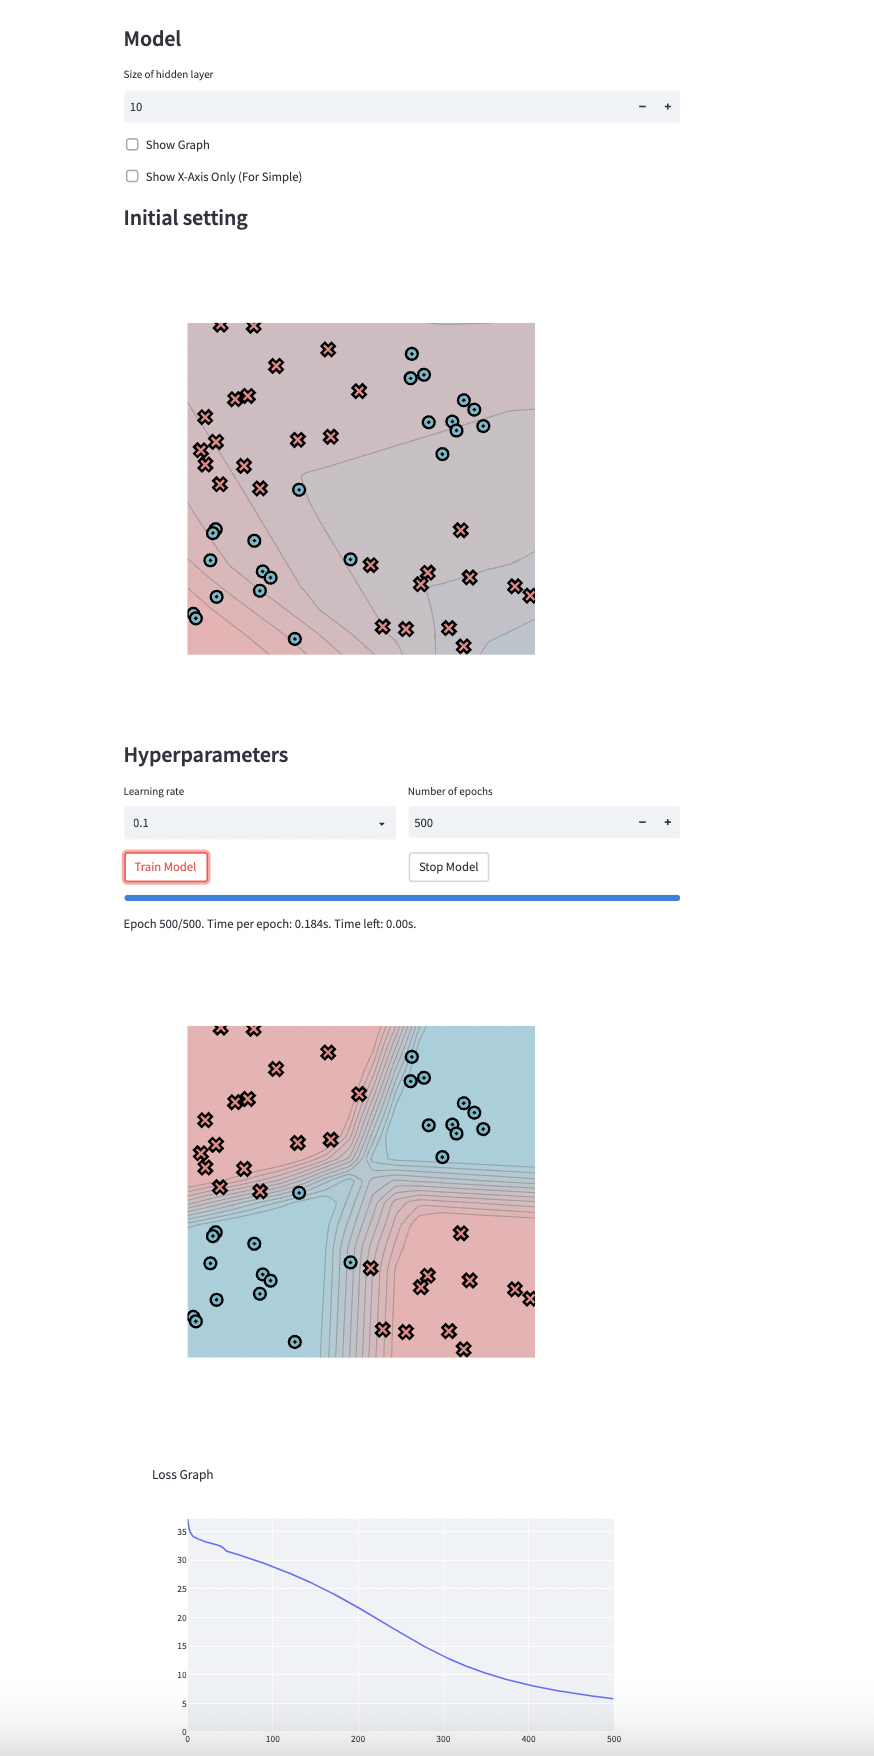 Model
Size of hidden layer
10
− +
Show Graph
Show X-Axis Only (For Simple)
Initial setting
Hyperparameters
Learning rate
Number of epochs
0.1
500
− +
Train Model
Stop Model
Epoch 500/500. Time per epoch: 0.184s. Time left: 0.00s.
Loss Graph
35
30
25
20
15
10
5
0
0 100 200 300 400 500